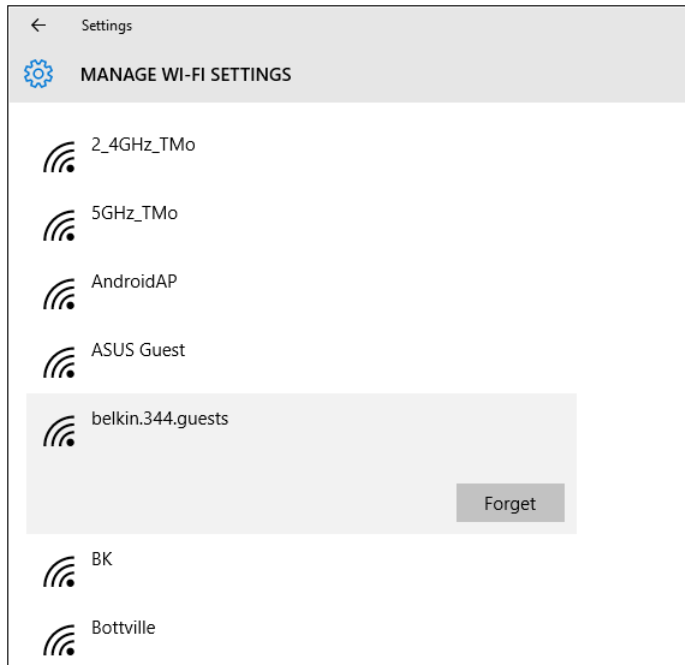 Settings
MANAGE WI-FI SETTINGS
2_4GHz_TMo
5GHz_TMo
AndroidAP
ASUS Guest
belkin.344.guests
Forget
BK
Bottville